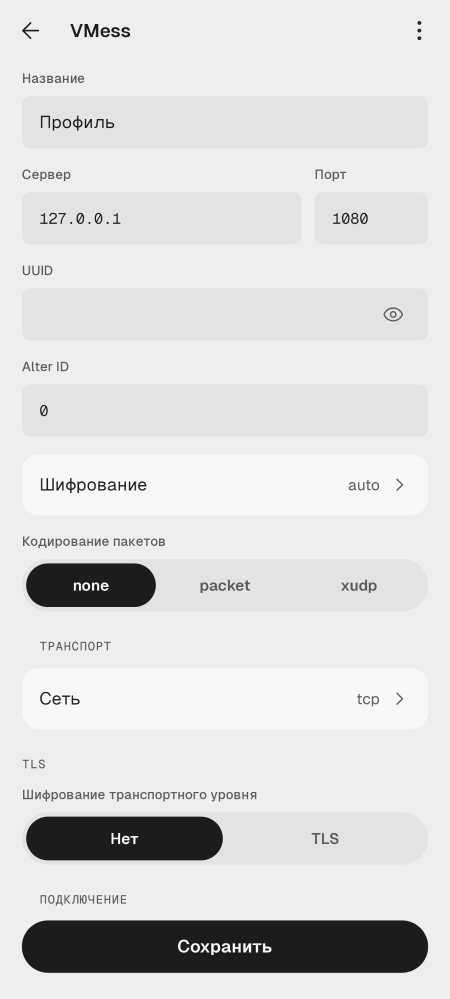 VMess
Название
Профиль
Сервер
Порт
127.0.0.1
1080
UUID
Alter ID
0
Шифрование
auto
Кодирование пакетов
none
packet
xudp
ТРАНСПОРТ
Сеть
tcp
TLS
Шифрование транспортного уровня
Нет
TLS
ПОДКЛЮЧЕНИЕ
Сохранить